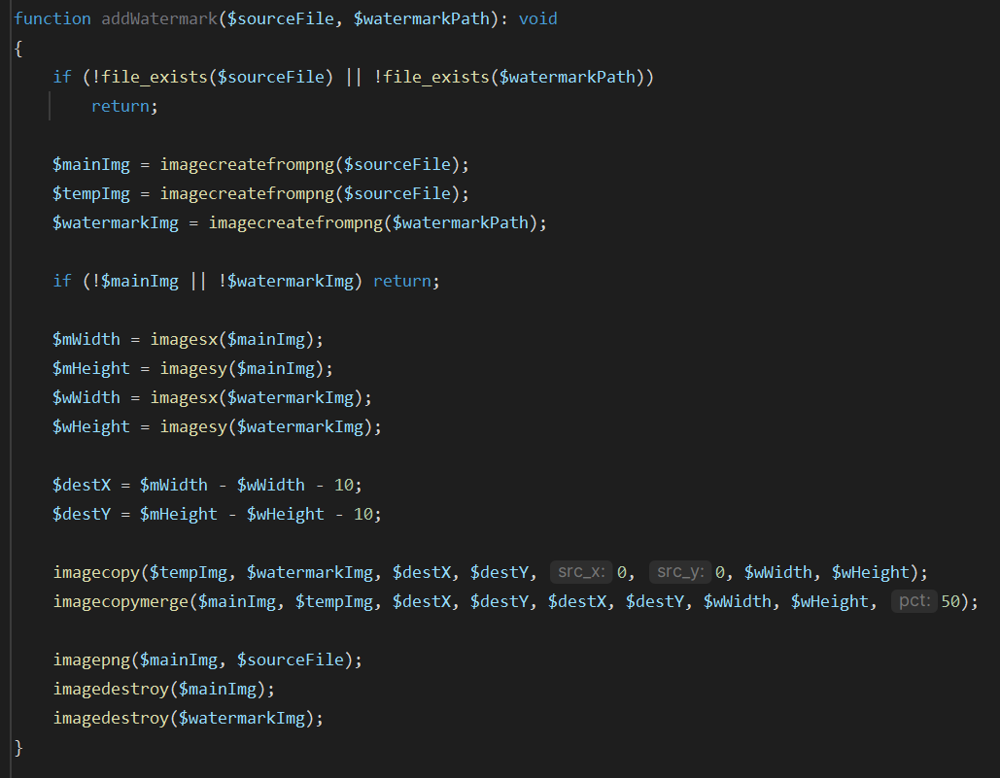 function addWatermark($sourceFile, $watermarkPath): void
{
    if (!file_exists($sourceFile) || !file_exists($watermarkPath))
        return;

    $mainImg = imagecreatefrompng($sourceFile);
    $tempImg = imagecreatefrompng($sourceFile);
    $watermarkImg = imagecreatefrompng($watermarkPath);

    if (!$mainImg || !$watermarkImg) return;

    $mWidth = imagesx($mainImg);
    $mHeight = imagesy($mainImg);
    $wWidth = imagesx($watermarkImg);
    $wHeight = imagesy($watermarkImg);

    $destX = $mWidth - $wWidth - 10;
    $destY = $mHeight - $wHeight - 10;

    imagecopy($tempImg, $watermarkImg, $destX, $destY, src_x: 0, src_y: 0, $wWidth, $wHeight);
    imagecopymerge($mainImg, $tempImg, $destX, $destY, $destX, $destY, $wWidth, $wHeight, pct: 50);

    imagepng($mainImg, $sourceFile);
    imagedestroy($mainImg);
    imagedestroy($watermarkImg);
}